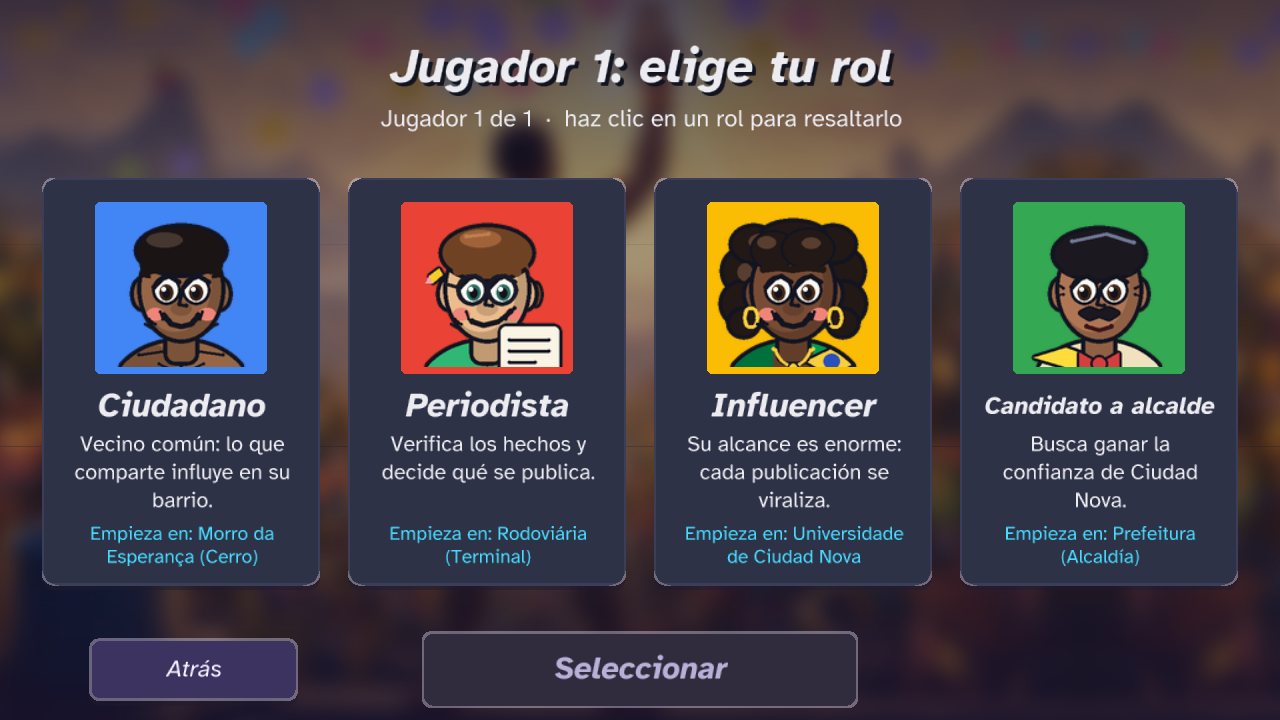 Jugador 1: elige tu rol
Jugador 1 de 1 · haz clic en un rol para resaltarlo
Ciudadano
Vecino común: lo que
comparte influye en su
barrio.
Empieza en: Morro da
Esperança (Cerro)
Periodista
Verifica los hechos y
decide qué se publica.
Empieza en: Rodoviária
(Terminal)
Influencer
Su alcance es enorme:
cada publicación se
viraliza.
Empieza en: Universidade
de Ciudad Nova
Candidato a alcalde
Busca ganar la
confianza de Ciudad
Nova.
Empieza en: Prefeitura
(Alcaldía)
Atrás
Seleccionar